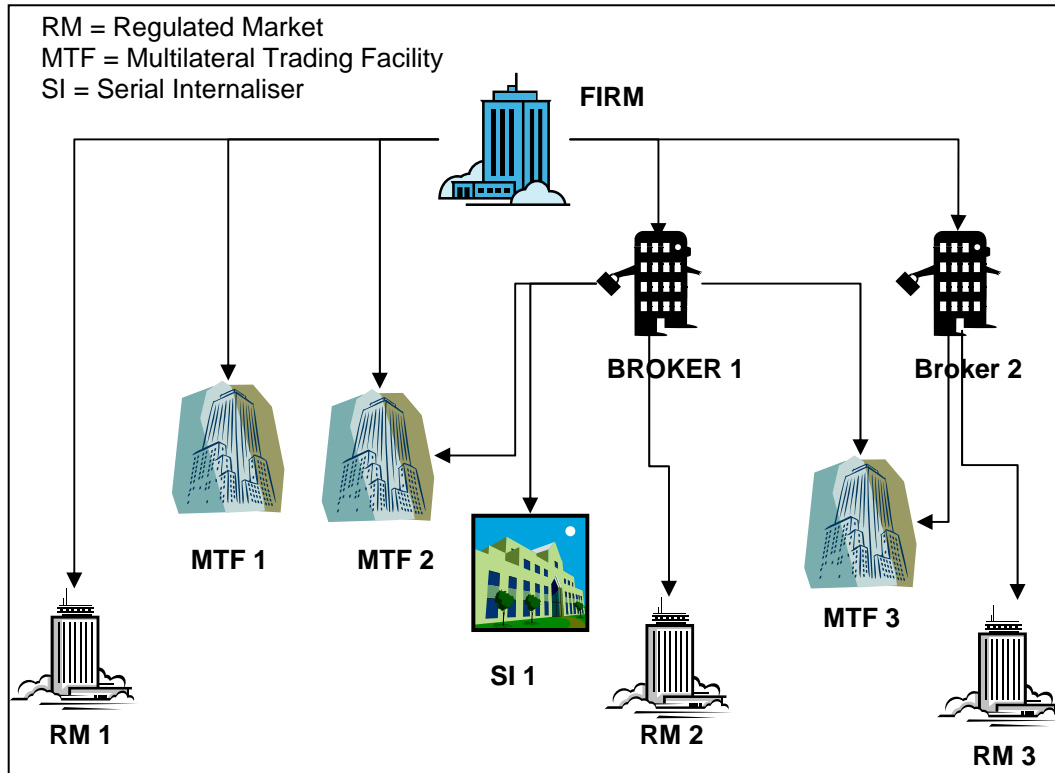 RM = Regulated Market
MTF = Multilateral Trading Facility
SI = Serial Internaliser
FIRM
BROKER 1
Broker 2
MTF 1
MTF 2
MTF 3
SI 1
RM 1
RM 2
RM 3